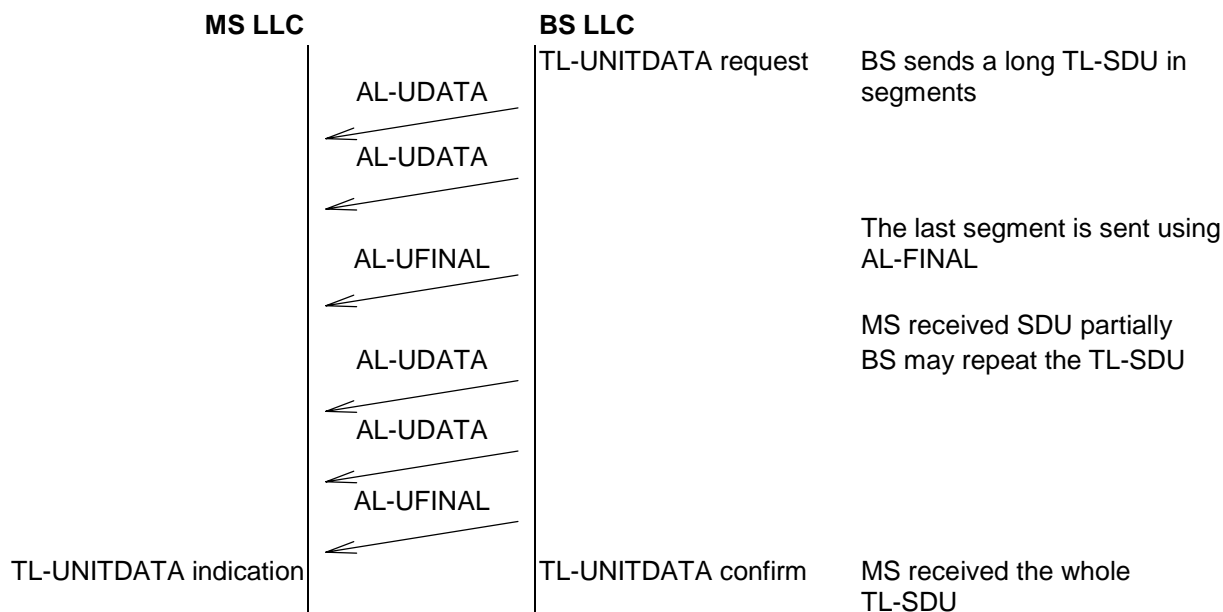 MS LLC BS LLC
TL-UNITDATA request BS sends a long TL-SDU in
segments
AL-UDATA
AL-UDATA
The last segment is sent using
AL-UFINAL AL-FINAL
MS received SDU partially
AL-UDATA BS may repeat the TL-SDU
AL-UDATA
AL-UFINAL
TL-UNITDATA indication TL-UNITDATA confirm MS received the whole
TL-SDU